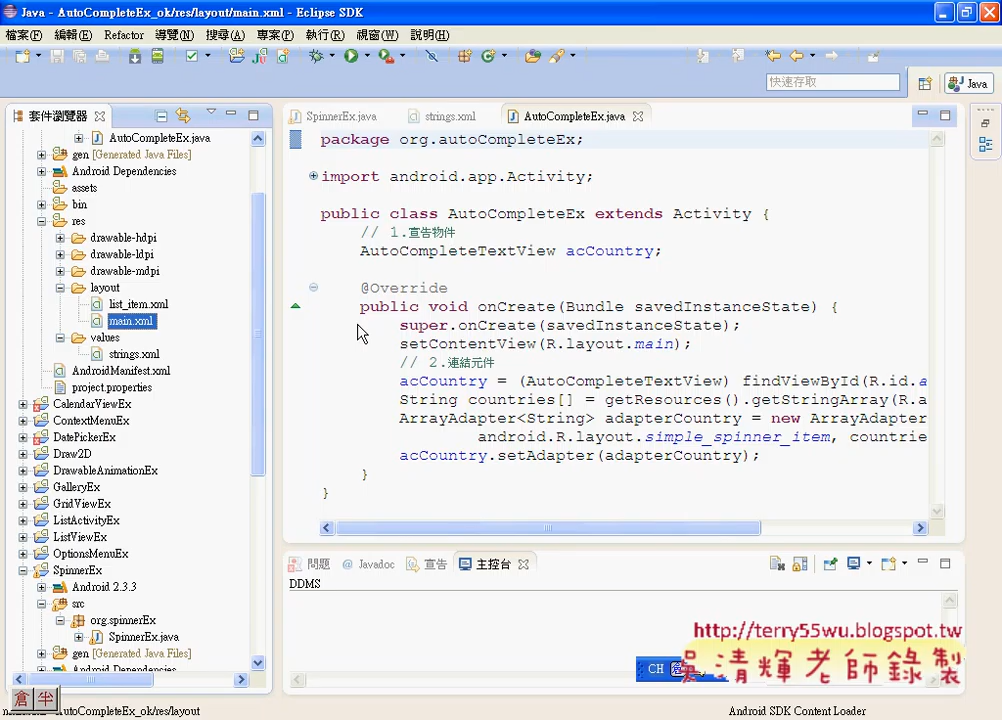 Java - AutoCompleteEx_ok/res/layout/main.xml - Eclipse SDK
檔案(F) 編輯(E) Refactor 導覽(N) 搜尋(A) 專案(P) 執行(R) 視窗(W) 說明(H)
快速存取
Java
套件瀏覽器
SpinnerEx.java strings.xml AutoCompleteEx.java
AutoCompleteEx.java
gen [Generated Java Files]
Android Dependencies
assets
bin
res
drawable-hdpi
drawable-ldpi
drawable-mdpi
layout
list_item.xml
main.xml
values
strings.xml
AndroidManifest.xml
project.properties
CalendarViewEx
ContextMenuEx
DatePickerEx
Draw2D
DrawableAnimationEx
GalleryEx
GridViewEx
ListActivityEx
ListViewEx
OptionsMenuEx
SpinnerEx
Android 2.3.3
src
org.spinnerEx
SpinnerEx.java
gen [Generated Java Files]
Android Dependencies
package org.autoCompleteEx;
import android.app.Activity;
public class AutoCompleteEx extends Activity {
// 1.宣告物件
AutoCompleteTextView acCountry;
@Override
public void onCreate(Bundle savedInstanceState) {
super.onCreate(savedInstanceState);
setContentView(R.layout.main);
// 2.連結元件
acCountry = (AutoCompleteTextView) findViewById(R.id.a
String countries[] = getResources().getStringArray(R.a
ArrayAdapter<String> adapterCountry = new ArrayAdapter
android.R.layout.simple_spinner_item, countrie
acCountry.setAdapter(adapterCountry);
}
}
問題 @ Javadoc 宣告 主控台
DDMS
http://terry55wu.blogspot.tw
CH
吳清輝老師錄製
倉 半
AutoCompleteEx_ok/res/layout
Android SDK Content Loader